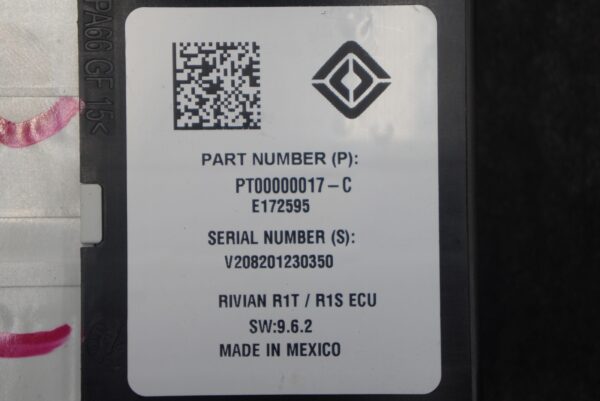 PA66 GF 15<
PART NUMBER (P):
PT00000017-C
E172595
SERIAL NUMBER (S):
V208201230350
RIVIAN R1T / R1S ECU
SW:9.6.2
MADE IN MEXICO